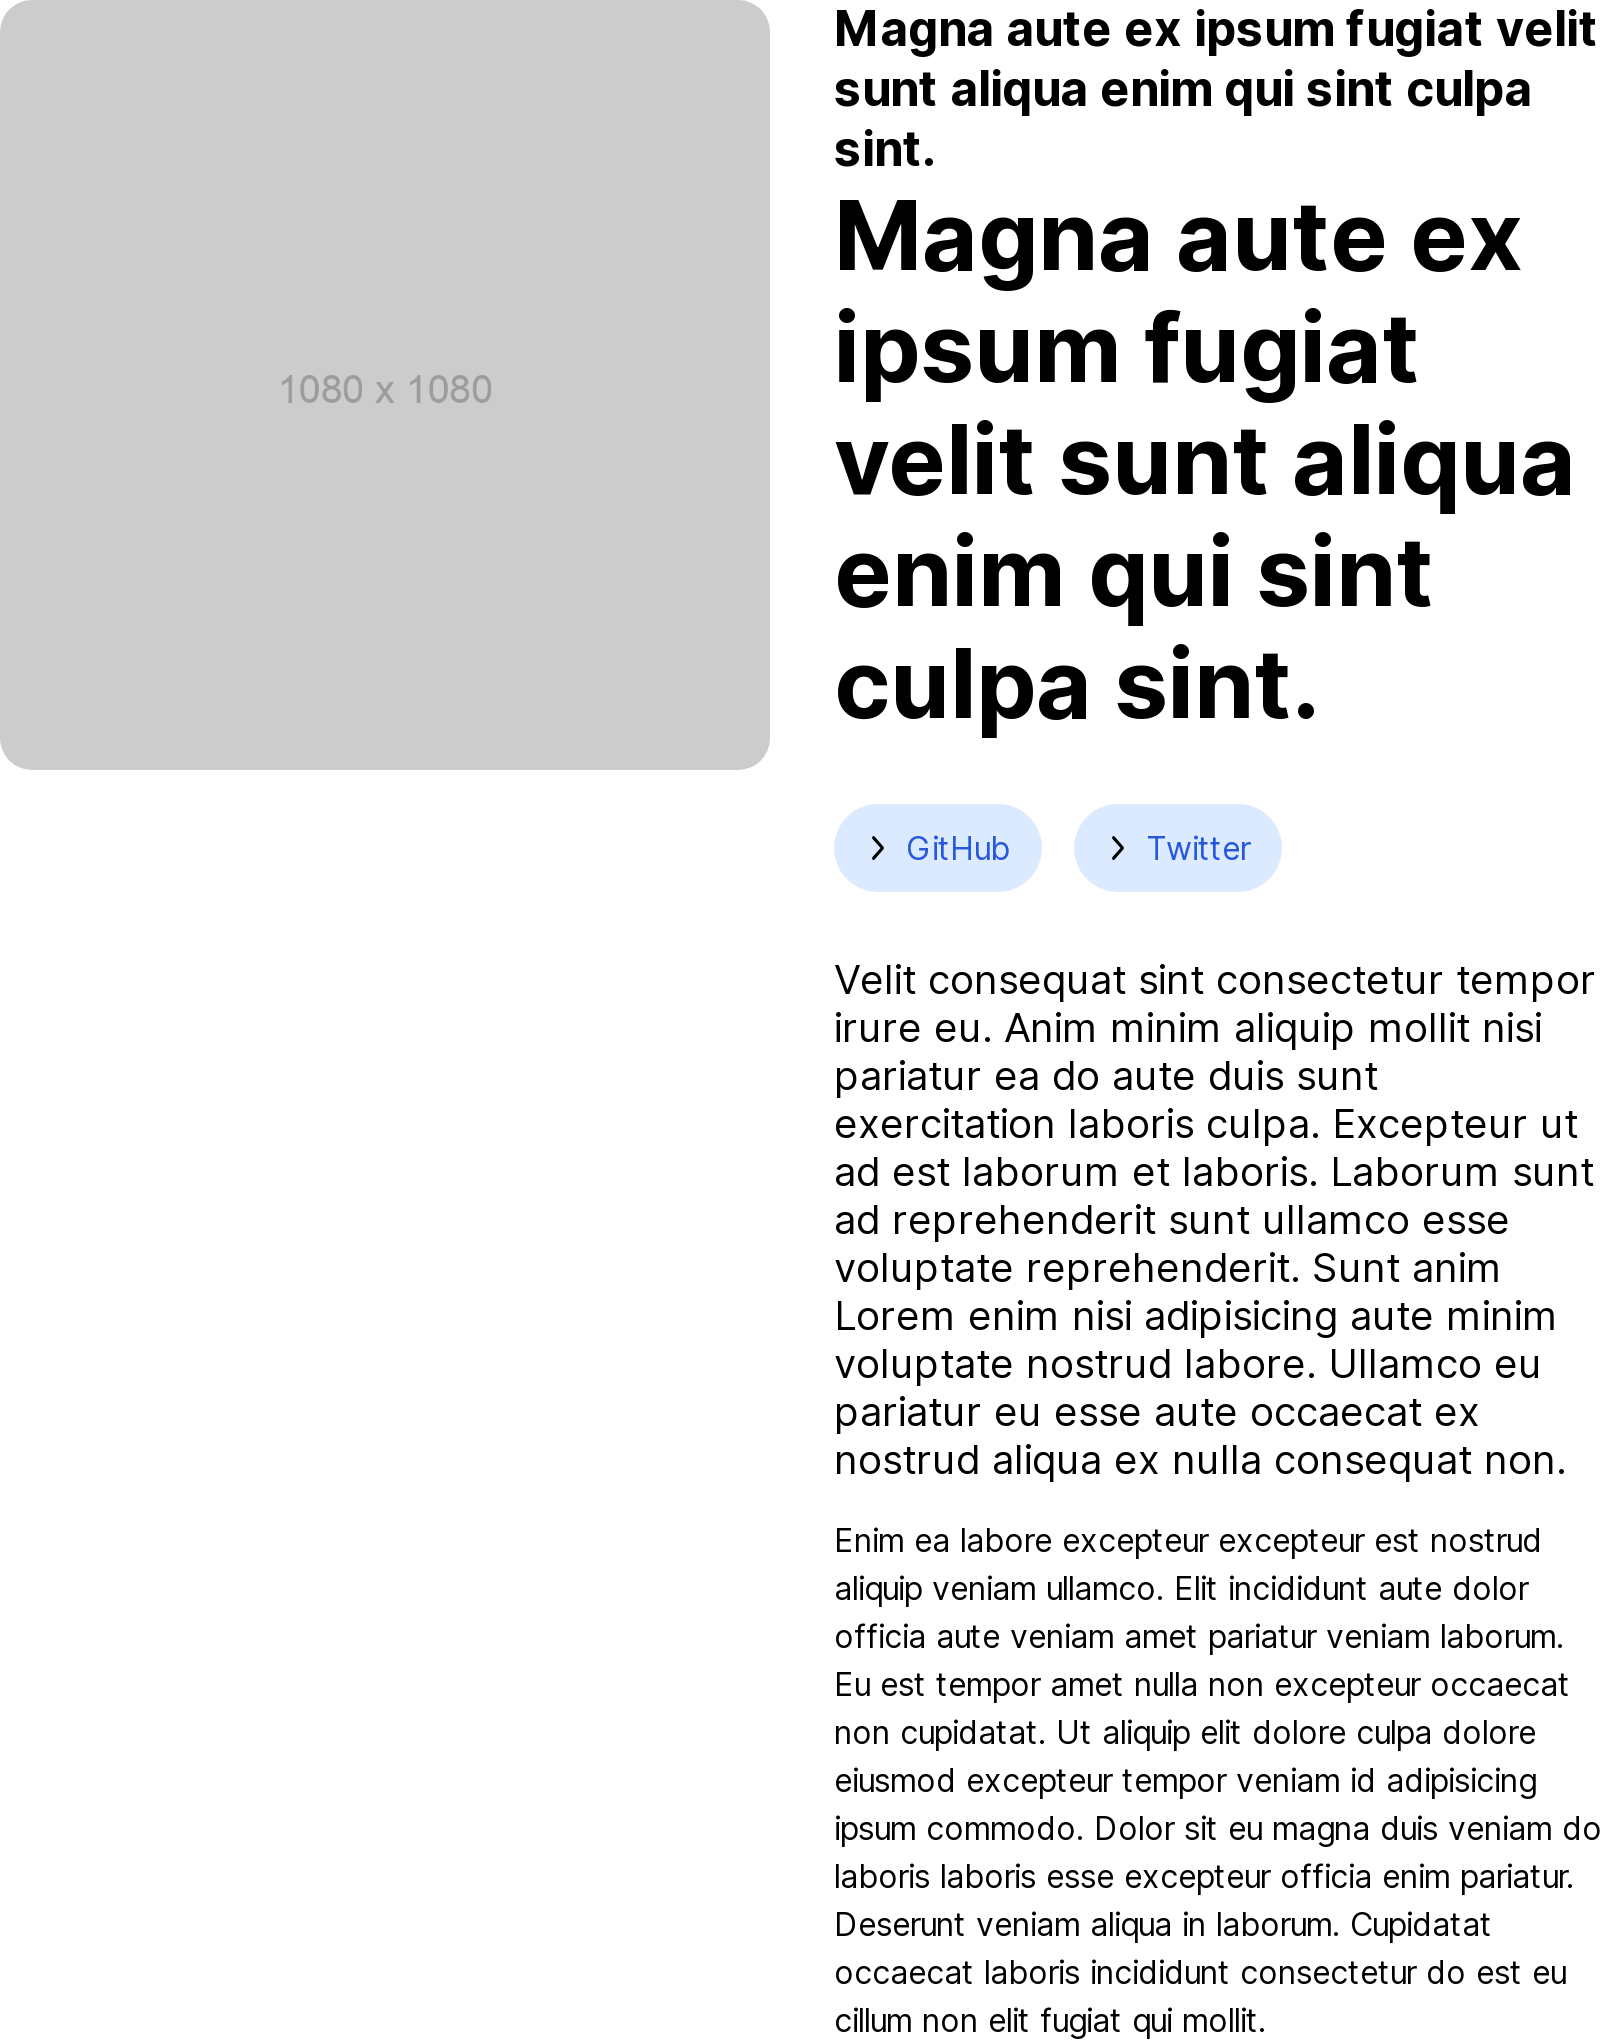 1080 x 1080
Magna aute ex ipsum fugiat velit
sunt aliqua enim qui sint culpa
sint.
Magna aute ex
ipsum fugiat
velit sunt aliqua
enim qui sint
culpa sint.
GitHub
Twitter
Velit consequat sint consectetur tempor
irure eu. Anim minim aliquip mollit nisi
pariatur ea do aute duis sunt
exercitation laboris culpa. Excepteur ut
ad est laborum et laboris. Laborum sunt
ad reprehenderit sunt ullamco esse
voluptate reprehenderit. Sunt anim
Lorem enim nisi adipisicing aute minim
voluptate nostrud labore. Ullamco eu
pariatur eu esse aute occaecat ex
nostrud aliqua ex nulla consequat non.
Enim ea labore excepteur excepteur est nostrud
aliquip veniam ullamco. Elit incididunt aute dolor
officia aute veniam amet pariatur veniam laborum.
Eu est tempor amet nulla non excepteur occaecat
non cupidatat. Ut aliquip elit dolore culpa dolore
eiusmod excepteur tempor veniam id adipisicing
ipsum commodo. Dolor sit eu magna duis veniam do
laboris laboris esse excepteur officia enim pariatur.
Deserunt veniam aliqua in laborum. Cupidatat
occaecat laboris incididunt consectetur do est eu
cillum non elit fugiat qui mollit.